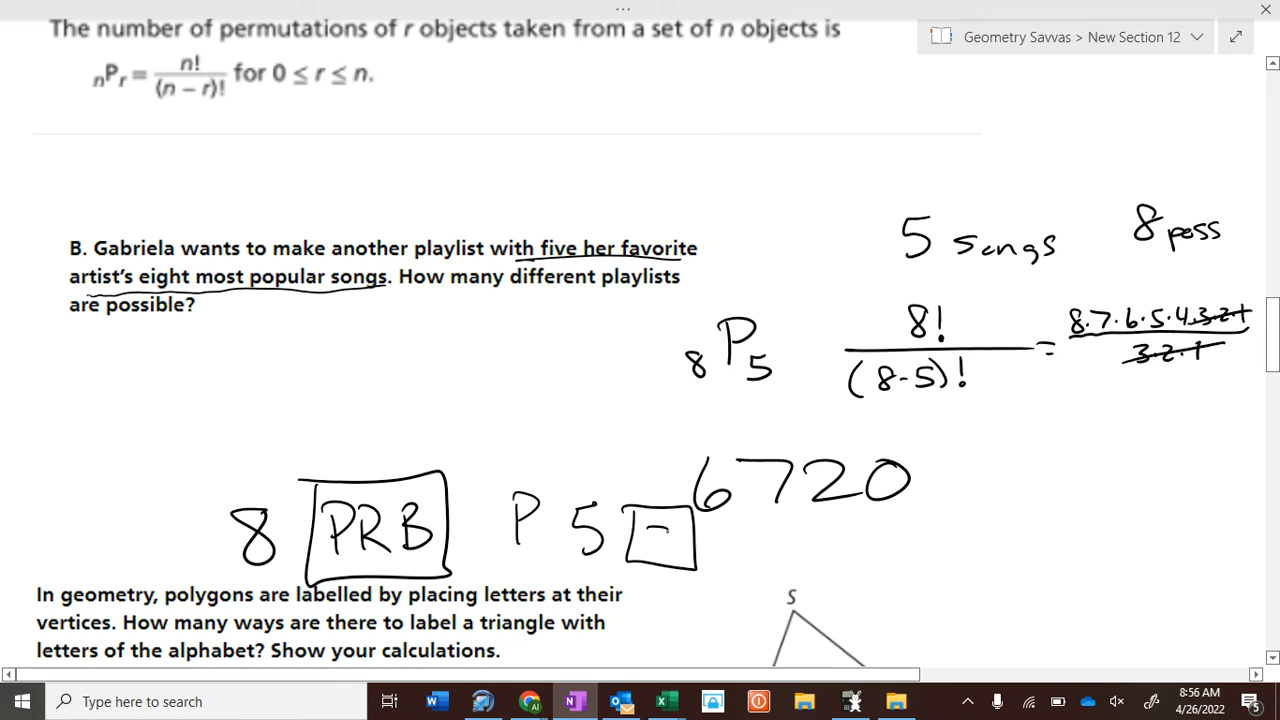 The number of permutations of r objects taken from a set of n objects is
nPr = n! / (n − r)! for 0 ≤ r ≤ n.
Geometry Savvas > New Section 12
5 songs
8 poss
B. Gabriela wants to make another playlist with five her favorite
artist's eight most popular songs. How many different playlists
are possible?
8P5 8! / (8-5)! = 8·7·6·5·4·3·2·1 / 3·2·1
6720
8 PRB P 5 =
In geometry, polygons are labelled by placing letters at their
vertices. How many ways are there to label a triangle with
letters of the alphabet? Show your calculations.
S
Type here to search
8:56 AM
4/26/2022
5